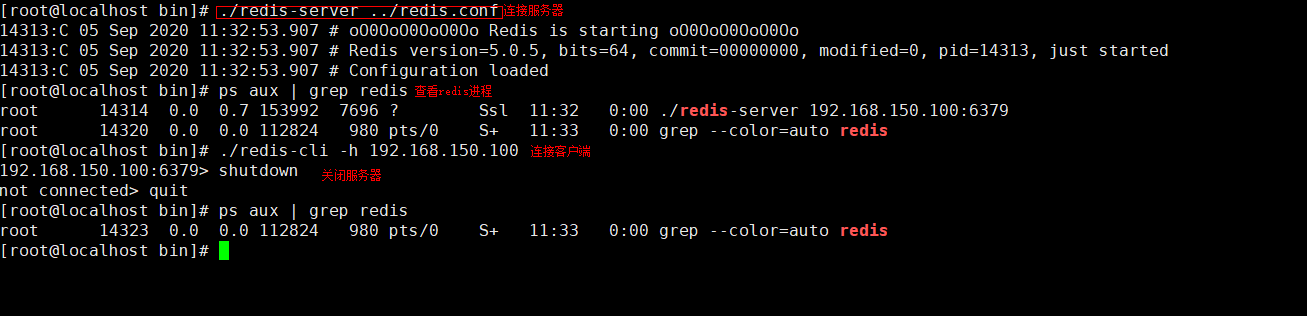 [root@localhost bin]# ./redis-server ../redis.conf 连接服务器
14313:C 05 Sep 2020 11:32:53.907 # oO0OoO0OoO0Oo Redis is starting oO0OoO0OoO0Oo
14313:C 05 Sep 2020 11:32:53.907 # Redis version=5.0.5, bits=64, commit=00000000, modified=0, pid=14313, just started
14313:C 05 Sep 2020 11:32:53.907 # Configuration loaded
[root@localhost bin]# ps aux | grep redis 查看redis进程
root      14314  0.0  0.7 153992  7696 ?        Ssl  11:32   0:00 ./redis-server 192.168.150.100:6379
root      14320  0.0  0.0 112824   980 pts/0    S+   11:33   0:00 grep --color=auto redis
[root@localhost bin]# ./redis-cli -h 192.168.150.100 连接客户端
192.168.150.100:6379> shutdown 关闭服务器
not connected> quit
[root@localhost bin]# ps aux | grep redis
root      14323  0.0  0.0 112824   980 pts/0    S+   11:33   0:00 grep --color=auto redis
[root@localhost bin]#